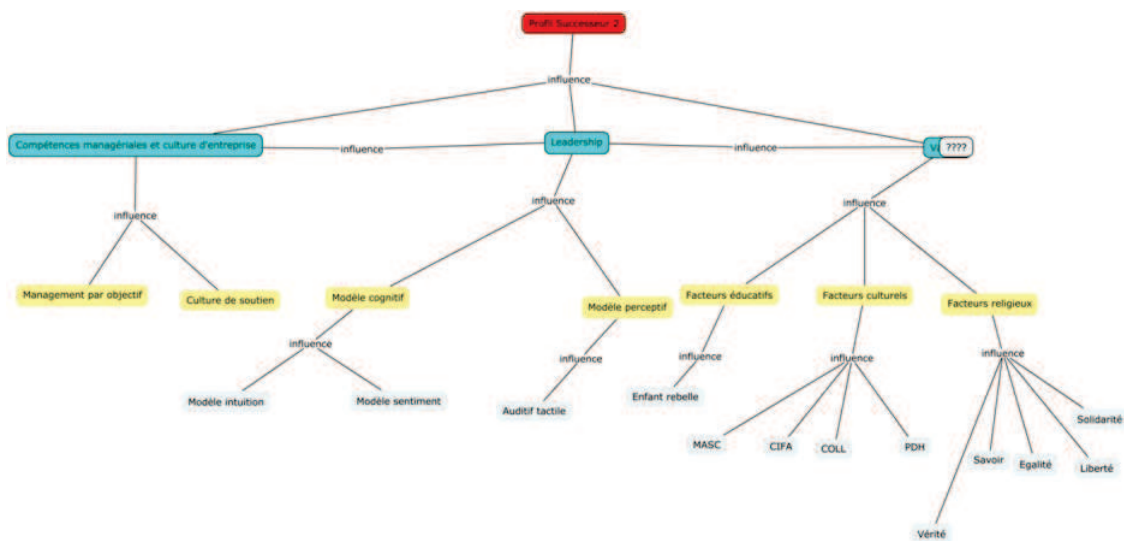 Profil Successeur 2
influence
Compétences managériales et culture d'entreprise
influence
Leadership
influence
????
influence
influence
influence
Management par objectif
Culture de soutien
Modèle cognitif
Modèle perceptif
Facteurs éducatifs
Facteurs culturels
Facteurs religieux
influence
influence
influence
influence
influence
Modèle intuition
Modèle sentiment
Auditif tactile
Enfant rebelle
MASC
CIFA
COLL
PDH
Savoir
Egalité
Liberté
Solidarité
Vérité